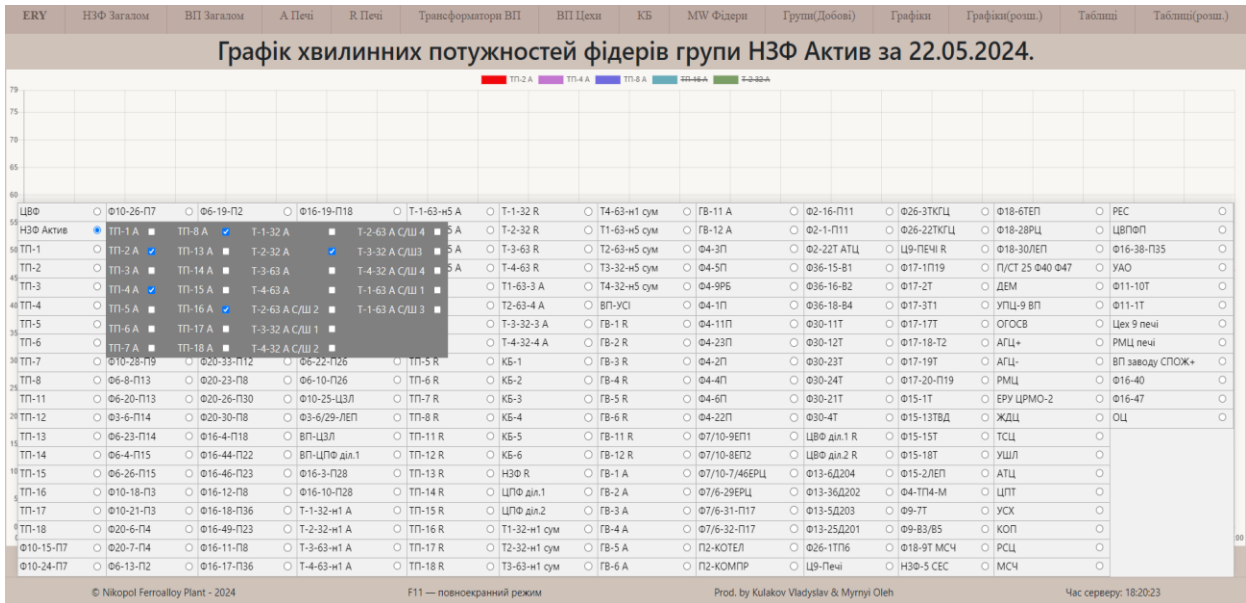 ERY НЗФ Загалом ВП Загалом А Печі R Печі Трансформатори ВП ВП Цехи КБ MW Фідери Групи(Добові) Графіки Графіки(розш.) Таблиці Таблиці(розш.)
Графік хвилинних потужностей фідерів групи НЗФ Актив за 22.05.2024.
ТП-2 А ТП-4 А ТП-8 А ТП-16 А Т-2-32 А
79
75
70
65
60
ЦВФ Ф10-26-П7 Ф6-19-П2 Ф16-19-П18 Т-1-63-н5 А Т-1-32 R Т4-63-н1 сум ГВ-11 А Ф2-16-П11 Ф26-3ТКГЦ Ф18-6ТЕП РЕС
55
НЗФ Актив ТП-1 А ТП-8 А Т-1-32 А Т-2-63 А С/Ш 4 5 А Т-2-32 R Т1-63-н5 сум ГВ-12 А Ф2-1-П11 Ф26-22ТКГЦ Ф18-28РЦ ЦВПФП
50 ТП-1 ТП-2 А ТП-13 А Т-2-32 А Т-3-32 А С/Ш3 5 А Т-3-63 R Т2-63-н5 сум Ф4-3П Ф2-22Т АТЦ Ц9-ПЕЧІ R Ф18-30ЛЕП Ф16-38-П35
ТП-2 ТП-3 А ТП-14 А Т-3-63 А Т-4-32 А С/Ш 4 5 А Т-4-63 R Т3-32-н5 сум Ф4-5П Ф36-15-В1 Ф17-1П19 П/СТ 25 Ф40 Ф47 УАО
45
ТП-3 ТП-4 А ТП-15 А Т-4-63 А Т-1-63 А С/Ш 1 Т1-63-3 А Т4-32-н5 сум Ф4-9РБ Ф36-16-В2 Ф17-2Т ДЕМ Ф11-10Т
40 ТП-4 ТП-5 А ТП-16 А Т-2-63 А С/Ш 2 Т-1-63 А С/Ш 3 Т2-63-4 А ВП-УСІ Ф4-1П Ф36-18-В4 Ф17-3Т1 УПЦ-9 ВП Ф11-1Т
35 ТП-5 ТП-6 А ТП-17 А Т-3-32 А С/Ш 1 Т-3-32-3 А ГВ-1 R Ф4-11П Ф30-11Т Ф17-17Т ОГОСВ Цех 9 печі
ТП-6 ТП-7 А ТП-18 А Т-4-32 А С/Ш 2 Т-4-32-4 А ГВ-2 R Ф4-23П Ф30-12Т Ф17-18-Т2 АГЦ+ РМЦ печі
30 ТП-7 Ф10-28-П9 Ф20-33-П12 Ф6-22-П26 ТП-5 R КБ-1 ГВ-3 R Ф4-2П Ф30-23Т Ф17-19Т АГЦ- ВП заводу СПОЖ+
ТП-8 Ф6-8-П13 Ф20-23-П8 Ф6-10-П26 ТП-6 R КБ-2 ГВ-4 R Ф4-4П Ф30-24Т Ф17-20-П19 РМЦ Ф16-40
25
ТП-11 Ф6-20-П13 Ф20-26-П30 Ф10-25-ЦЗЛ ТП-7 R КБ-3 ГВ-5 R Ф4-6П Ф30-21Т Ф15-1Т ЕРУ ЦРМО-2 Ф16-47
20 ТП-12 Ф3-6-П14 Ф20-30-П8 Ф3-6/29-ЛЕП ТП-8 R КБ-4 ГВ-6 R Ф4-22П Ф30-4Т Ф15-13ТВД ЖДЦ ОЦ
ТП-13 Ф6-23-П14 Ф16-4-П18 ВП-ЦЗЛ ТП-11 R КБ-5 ГВ-11 R Ф7/10-9ЕП1 ЦВФ діл.1 R Ф15-15Т ТСЦ
15
ТП-14 Ф6-4-П15 Ф16-44-П22 ВП-ЦПФ діл.1 ТП-12 R КБ-6 ГВ-12 R Ф7/10-8ЕП2 ЦВФ діл.2 R Ф15-18Т УШЛ
10 ТП-15 Ф6-26-П15 Ф16-46-П23 Ф16-3-П28 ТП-13 R НЗФ R ГВ-1 А Ф7/10-7/46ЕРЦ Ф13-6Д204 Ф15-2ЛЕП АТЦ
ТП-16 Ф10-18-П3 Ф16-12-П8 Ф16-10-П28 ТП-14 R ЦПФ діл.1 ГВ-2 А Ф7/6-29ЕРЦ Ф13-36Д202 Ф4-ТП4-М ЦПТ
5
ТП-17 Ф10-21-П3 Ф16-18-П36 Т-1-32-н1 А ТП-15 R ЦПФ діл.2 ГВ-3 А Ф7/6-31-П17 Ф13-5Д203 Ф9-7Т УСХ
0 ТП-18 Ф20-6-П4 Ф16-49-П23 Т-2-32-н1 А ТП-16 R Т1-32-н1 сум ГВ-4 А Ф7/6-32-П17 Ф13-25Д201 Ф9-В3/В5 КОП
Ф10-15-П7 Ф20-7-П4 Ф16-11-П8 Т-3-63-н1 А ТП-17 R Т2-32-н1 сум ГВ-5 А П2-КОТЕЛ Ф26-1ТП6 Ф18-9Т МСЧ РСЦ
Ф10-24-П7 Ф6-13-П2 Ф16-17-П36 Т-4-63-н1 А ТП-18 R Т3-63-н1 сум ГВ-6 А П2-КОМПР Ц9-Печі НЗФ-5 СЕС МСЧ
© Nikopol Ferroalloy Plant - 2024 F11 — повноекранний режим Prod. by Kulakov Vladyslav & Myrnyi Oleh Час серверу: 18:20:23